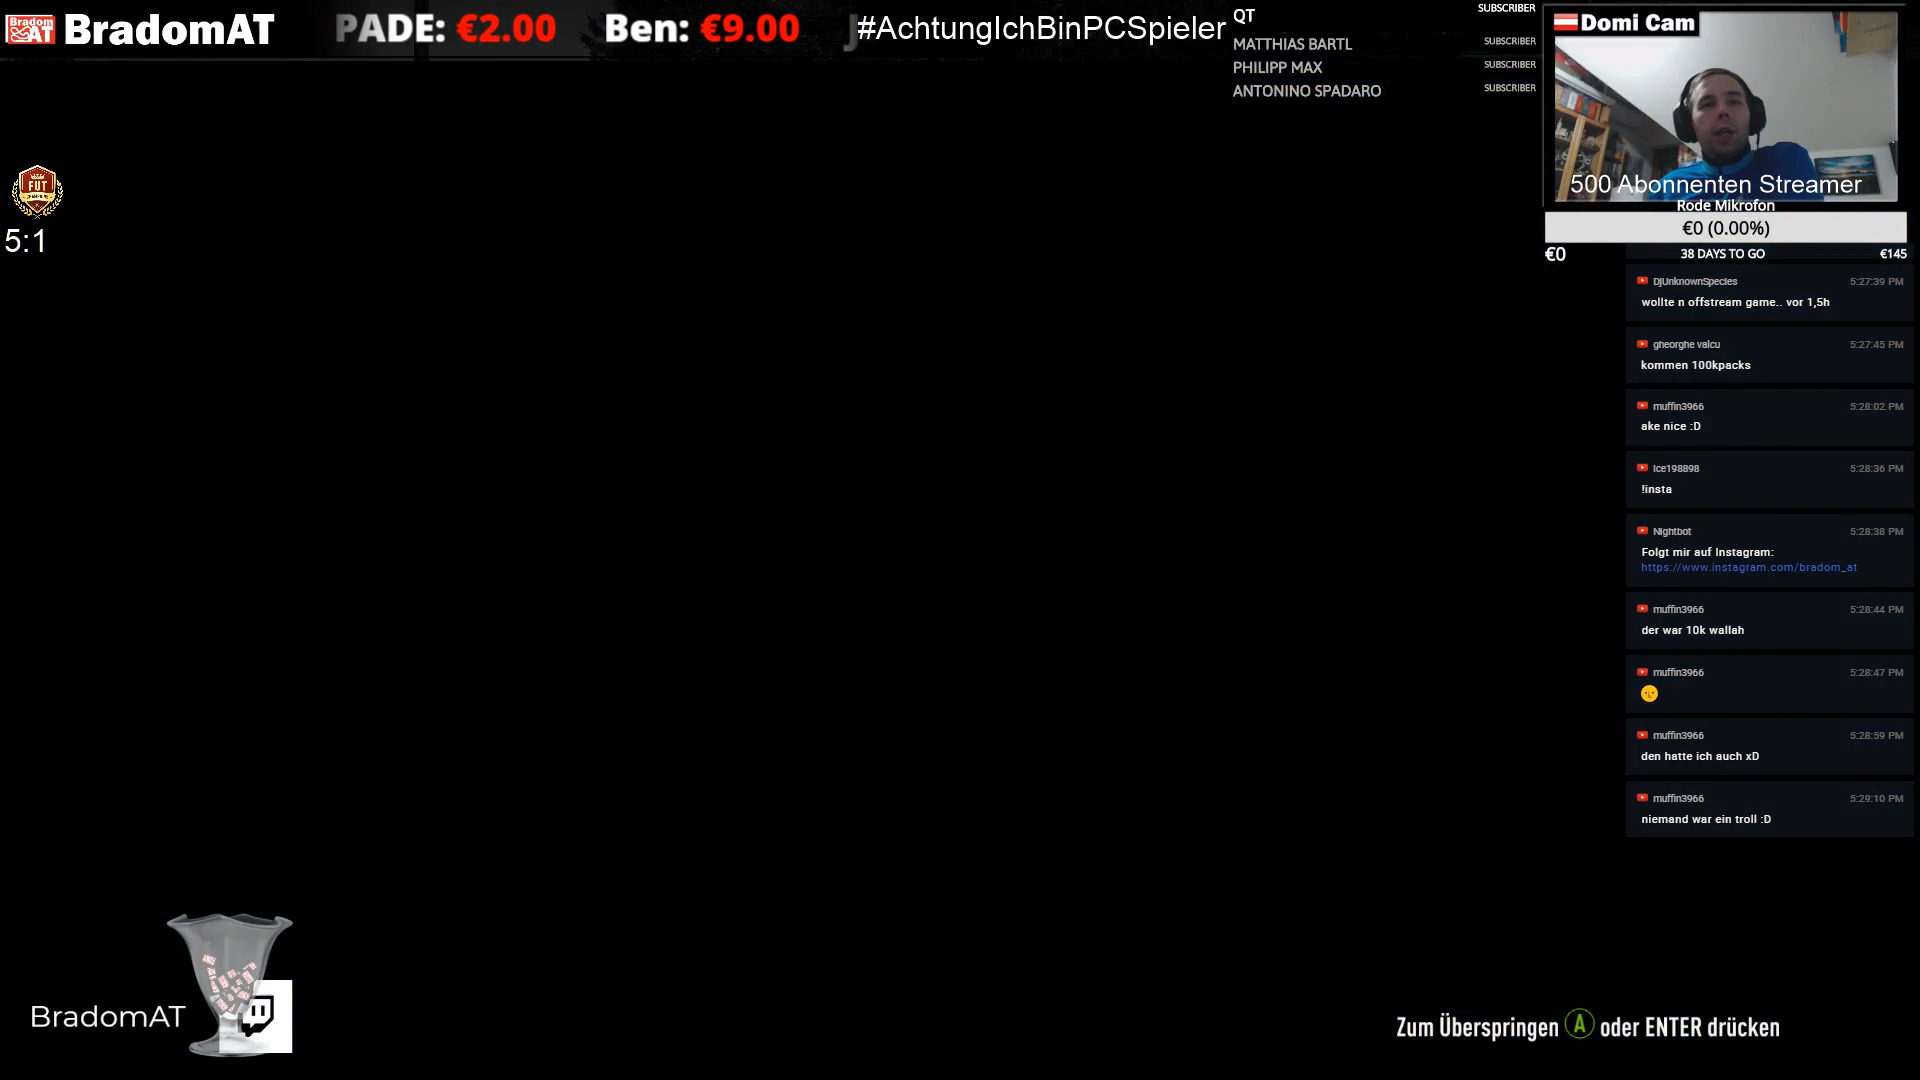 Bradom
AT
BradomAT
PADE: €2.00
Ben: €9.00
J
#AchtungIchBinPCSpieler
QT SUBSCRIBER
MATTHIAS BARTL SUBSCRIBER
PHILIPP MAX SUBSCRIBER
ANTONINO SPADARO SUBSCRIBER
Domi Cam
500 Abonnenten Streamer
Rode Mikrofon
€0 (0.00%)
€0 38 DAYS TO GO €145
FUT
5:1
DjUnknownSpecies 5:27:39 PM
wollte n offstream game.. vor 1,5h
gheorghe valcu 5:27:45 PM
kommen 100kpacks
muffin3966 5:28:02 PM
ake nice :D
Ice198898 5:28:36 PM
!insta
Nightbot 5:28:38 PM
Folgt mir auf Instagram:
https://www.instagram.com/bradom_at
muffin3966 5:28:44 PM
der war 10k wallah
muffin3966 5:28:47 PM
muffin3966 5:28:59 PM
den hatte ich auch xD
muffin3966 5:29:10 PM
niemand war ein troll :D
BradomAT
Zum Überspringen A oder ENTER drücken